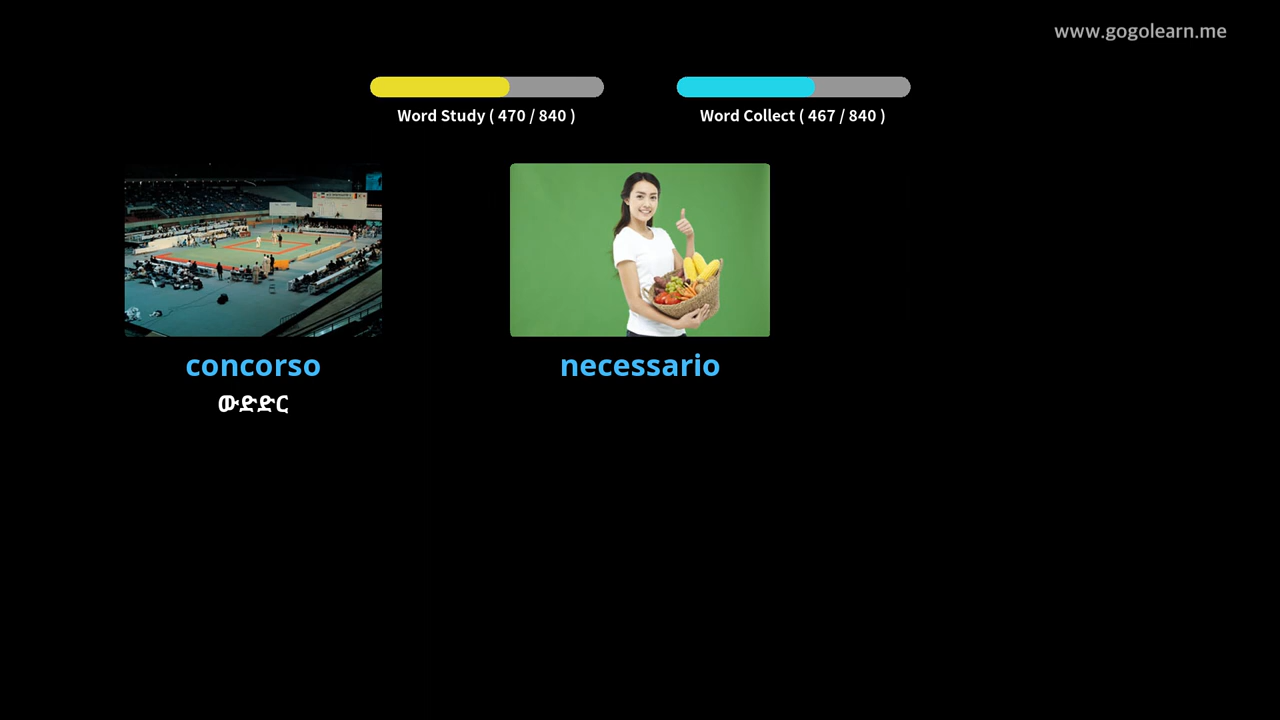 www.gogolearn.me
Word Study ( 470 / 840 )
Word Collect ( 467 / 840 )
concorso
ውድድር
necessario